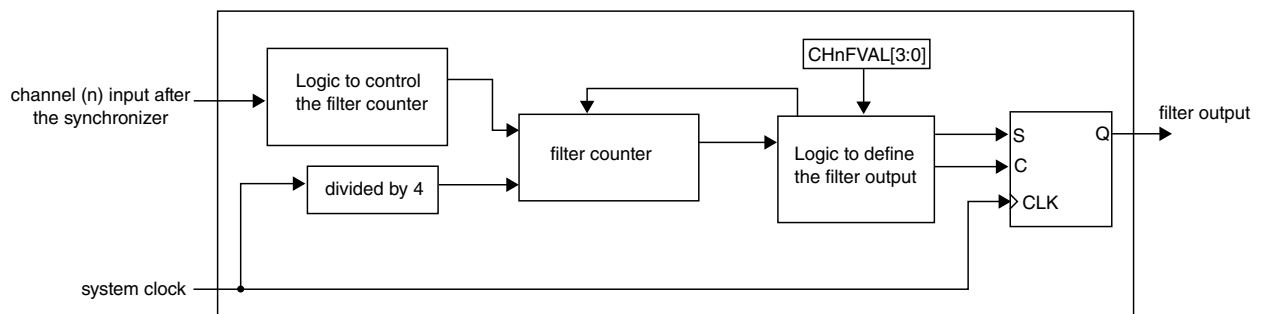 CHnFVAL[3:0]
Logic to control
the filter counter
channel (n) input after
the synchronizer
filter output
S
Q
filter counter
Logic to define
the filter output
C
divided by 4
CLK
system clock